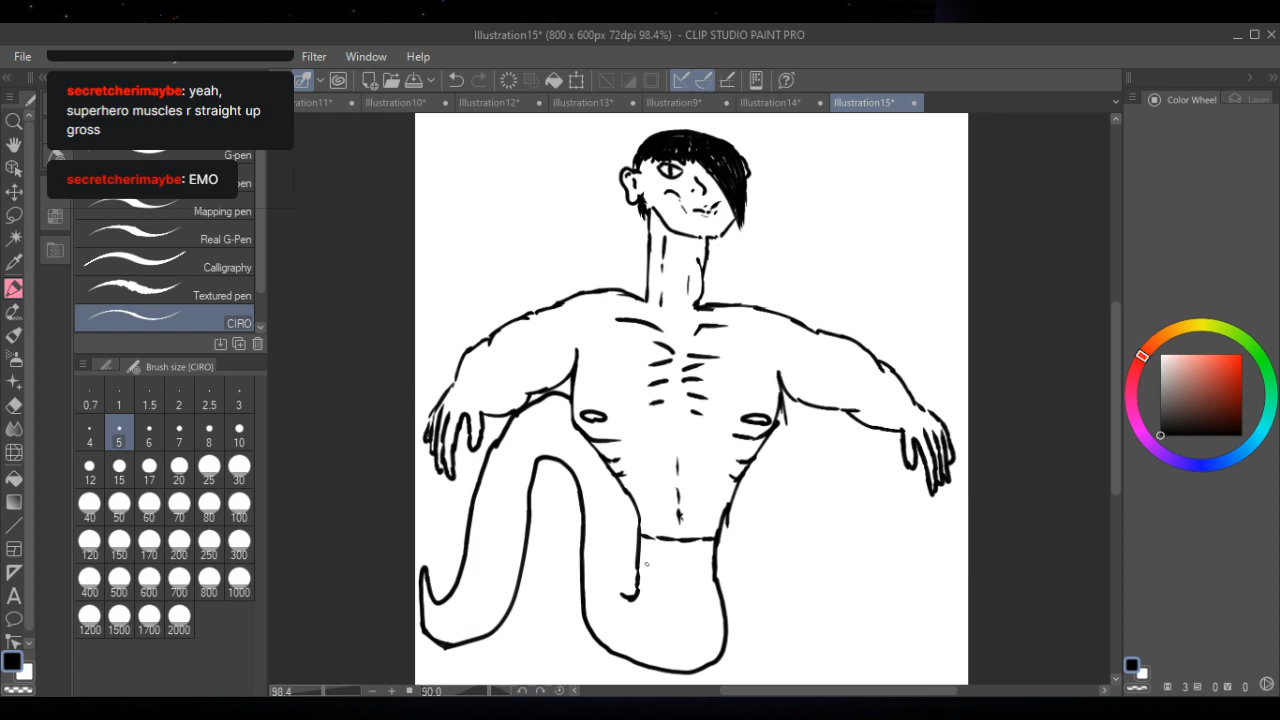 Illustration15* (800 x 600px 72dpi 98.4%) - CLIP STUDIO PAINT PRO
File Filter Window Help
secretcherimaybe: yeah,
superhero muscles r straight up
gross
secretcherimaybe: EMO
Illustration10* Illustration12* Illustration13* Illustration9* Illustration14* Illustration15*
Color Wheel Layer
G-pen
Mapping pen
Real G-Pen
Calligraphy
Textured pen
CIRO
Brush size [CIRO]
0.7 1 1.5 2 2.5 3
4 5 6 7 8 10
12 15 17 20 25 30
40 50 60 70 80 100
120 150 170 200 250 300
400 500 600 700 800 1000
1200 1500 1700 2000
98.4 90.0
3 0 0